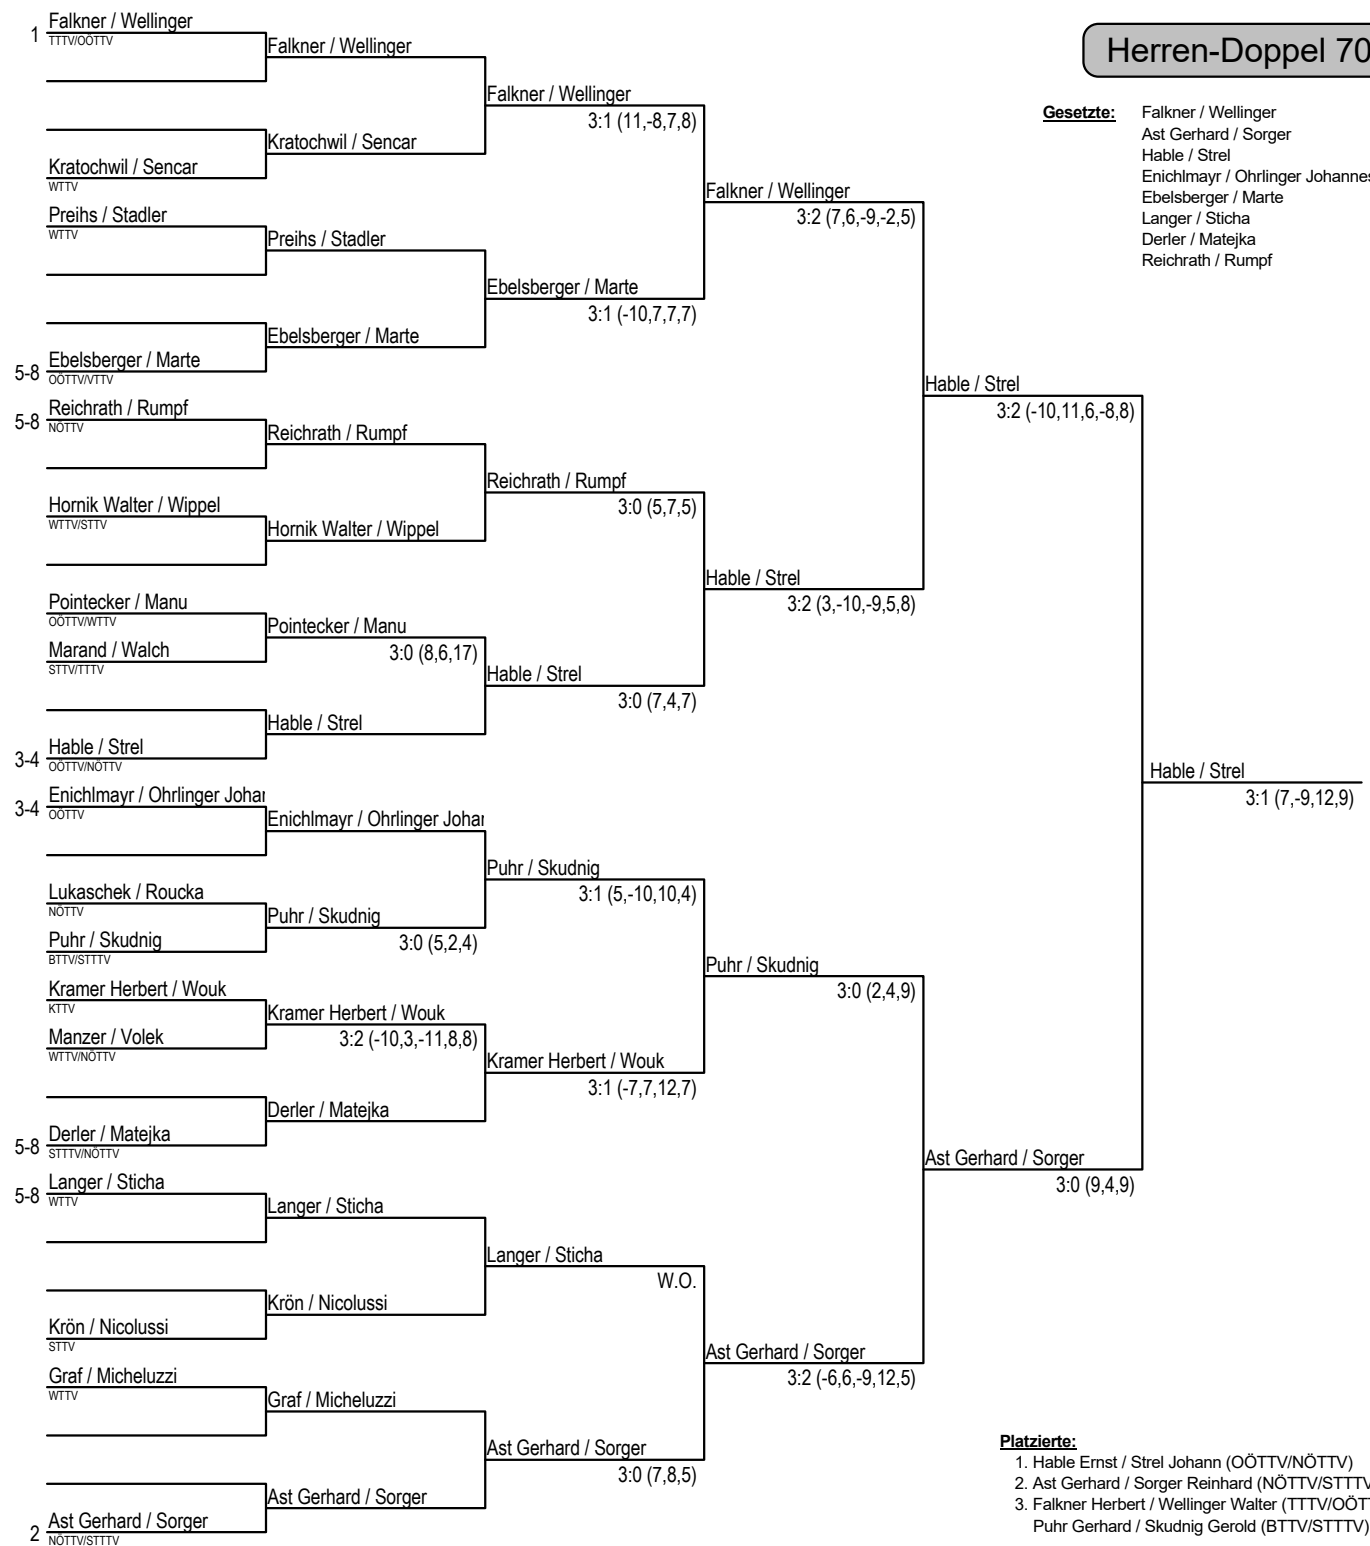 Herren-Doppel 70
Gesetzte:
Falkner / Wellinger
Ast Gerhard / Sorger
Hable / Strel
Enichlmayr / Ohrlinger Johannes
Ebelsberger / Marte
Langer / Sticha
Derler / Matejka
Reichrath / Rumpf
1
Falkner / Wellinger
TTTV/OÖTTV
Kratochwil / Sencar
WTTV
Preihs / Stadler
WTTV
5-8
Ebelsberger / Marte
OÖTTV/VTTV
5-8
Reichrath / Rumpf
NÖTTV
Hornik Walter / Wippel
WTTV/STTV
Pointecker / Manu
OÖTTV/WTTV
Marand / Walch
STTV/TTTV
3-4
Hable / Strel
OÖTTV/NÖTTV
3-4
Enichlmayr / Ohrlinger Johar
OÖTTV
Lukaschek / Roucka
NÖTTV
Puhr / Skudnig
BTTV/STTTV
Kramer Herbert / Wouk
KTTV
Manzer / Volek
WTTV/NÖTTV
5-8
Derler / Matejka
STTTV/NÖTTV
5-8
Langer / Sticha
WTTV
Krön / Nicolussi
STTV
Graf / Micheluzzi
WTTV
2
Ast Gerhard / Sorger
NÖTTV/STTTV
Falkner / Wellinger
Kratochwil / Sencar
Preihs / Stadler
Ebelsberger / Marte
Reichrath / Rumpf
Hornik Walter / Wippel
Pointecker / Manu
3:0 (8,6,17)
Hable / Strel
Enichlmayr / Ohrlinger Johar
Puhr / Skudnig
3:0 (5,2,4)
Kramer Herbert / Wouk
3:2 (-10,3,-11,8,8)
Derler / Matejka
Langer / Sticha
Krön / Nicolussi
Graf / Micheluzzi
Ast Gerhard / Sorger
Falkner / Wellinger
3:1 (11,-8,7,8)
Ebelsberger / Marte
3:1 (-10,7,7,7)
Reichrath / Rumpf
3:0 (5,7,5)
Hable / Strel
3:0 (7,4,7)
Puhr / Skudnig
3:1 (5,-10,10,4)
Kramer Herbert / Wouk
3:1 (-7,7,12,7)
Langer / Sticha
W.O.
Ast Gerhard / Sorger
3:0 (7,8,5)
Falkner / Wellinger
3:2 (7,6,-9,-2,5)
Hable / Strel
3:2 (3,-10,-9,5,8)
Puhr / Skudnig
3:0 (2,4,9)
Ast Gerhard / Sorger
3:2 (-6,6,-9,12,5)
Hable / Strel
3:2 (-10,11,6,-8,8)
Ast Gerhard / Sorger
3:0 (9,4,9)
Hable / Strel
3:1 (7,-9,12,9)
Platzierte:
1. Hable Ernst / Strel Johann (OÖTTV/NÖTTV)
2. Ast Gerhard / Sorger Reinhard (NÖTTV/STTTV
3. Falkner Herbert / Wellinger Walter (TTTV/OÖT
Puhr Gerhard / Skudnig Gerold (BTTV/STTTV)